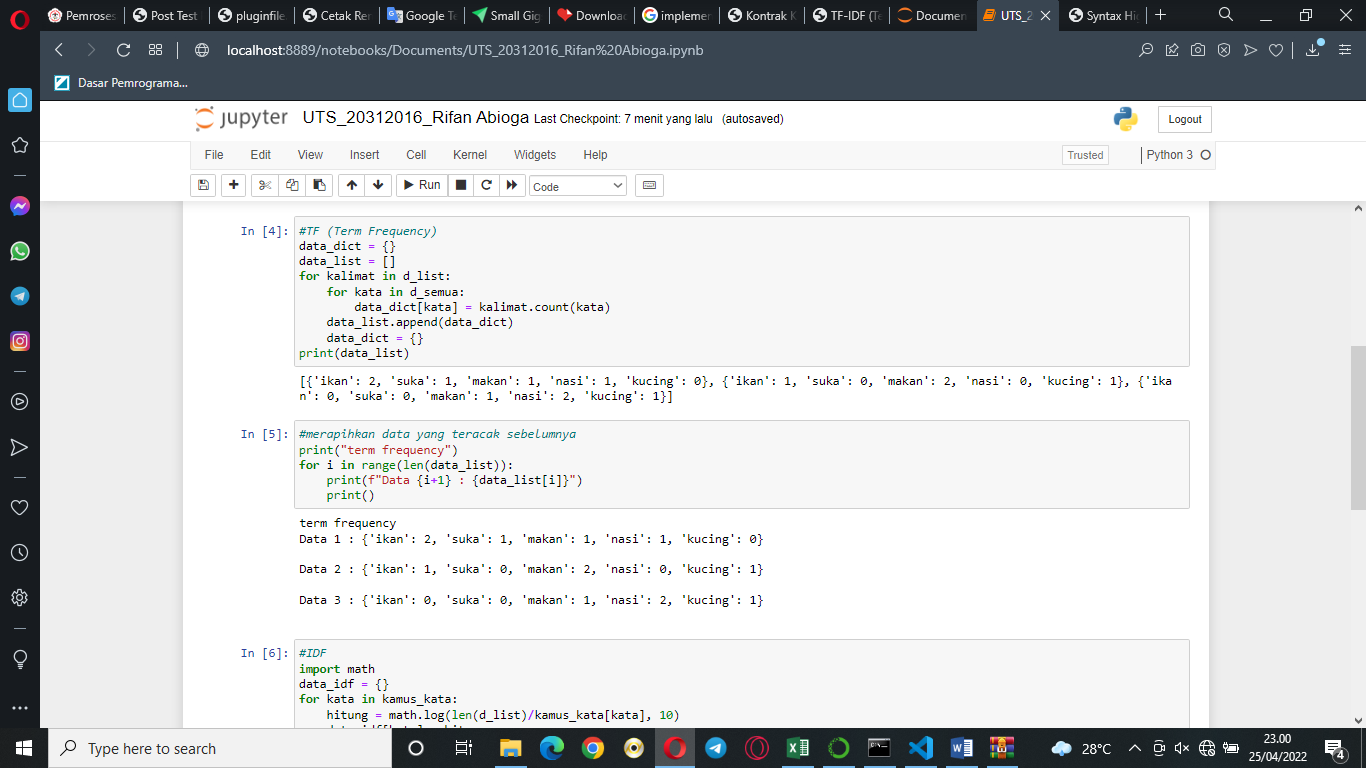 Pemroses
Post Test
pluginfile.
Cetak Ren
Google Te
Small Gig
Downloac
implemer
Kontrak K
TF-IDF (Te
Documen
UTS_2
Syntax Hi
localhost:8889/notebooks/Documents/UTS_20312016_Rifan%20Abioga.ipynb
Dasar Pemrograma...
jupyter UTS_20312016_Rifan Abioga Last Checkpoint: 7 menit yang lalu (autosaved)
Logout
File Edit View Insert Cell Kernel Widgets Help
Trusted
Python 3
Run
Code
In [4]:
#TF (Term Frequency)
data_dict = {}
data_list = []
for kalimat in d_list:
    for kata in d_semua:
        data_dict[kata] = kalimat.count(kata)
    data_list.append(data_dict)
    data_dict = {}
print(data_list)
[{'ikan': 2, 'suka': 1, 'makan': 1, 'nasi': 1, 'kucing': 0}, {'ikan': 1, 'suka': 0, 'makan': 2, 'nasi': 0, 'kucing': 1}, {'ika
n': 0, 'suka': 0, 'makan': 1, 'nasi': 2, 'kucing': 1}]
In [5]:
#merapihkan data yang teracak sebelumnya
print("term frequency")
for i in range(len(data_list)):
    print(f"Data {i+1} : {data_list[i]}")
    print()
term frequency
Data 1 : {'ikan': 2, 'suka': 1, 'makan': 1, 'nasi': 1, 'kucing': 0}
Data 2 : {'ikan': 1, 'suka': 0, 'makan': 2, 'nasi': 0, 'kucing': 1}
Data 3 : {'ikan': 0, 'suka': 0, 'makan': 1, 'nasi': 2, 'kucing': 1}
In [6]:
#IDF
import math
data_idf = {}
for kata in kamus_kata:
    hitung = math.log(len(d_list)/kamus_kata[kata], 10)
Type here to search
28°C
23.00
25/04/2022
4